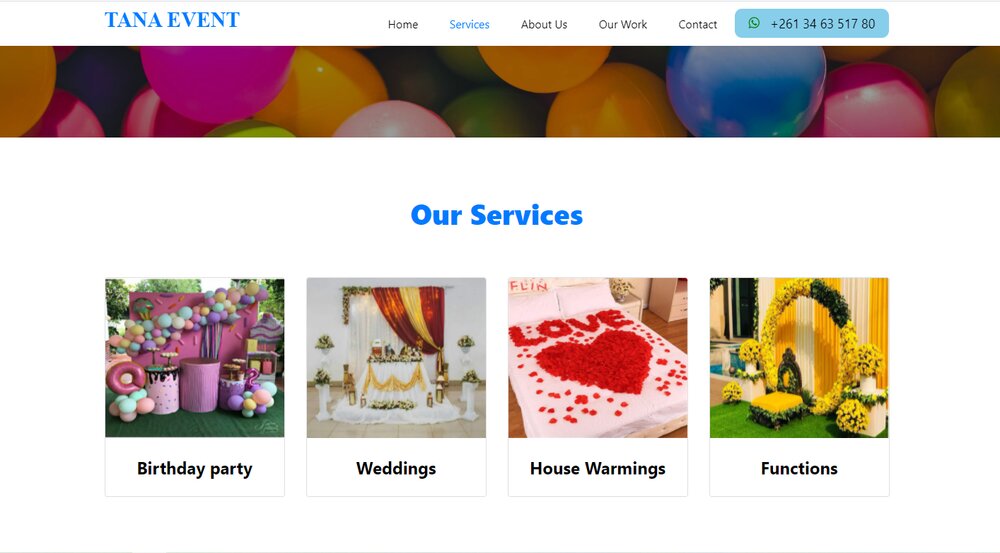 TANA EVENT
Home Services About Us Our Work Contact +261 34 63 517 80
Our Services
LOVE
Birthday party Weddings House Warmings Functions